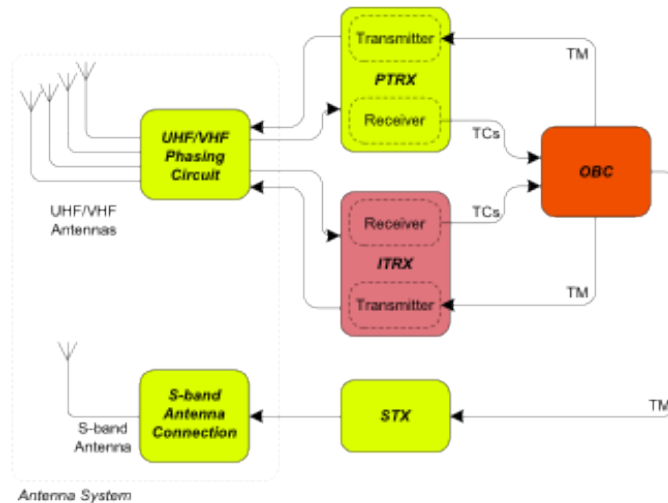 Transmitter
PTRX
Receiver
TM
TCs
UHF/VHF
Phasing
Circuit
OBC
UHF/VHF
Antennas
Receiver
TCs
ITRX
Transmitter
TM
S-band
Antenna
Connection
STX
TM
S-band
Antenna
Antenna System